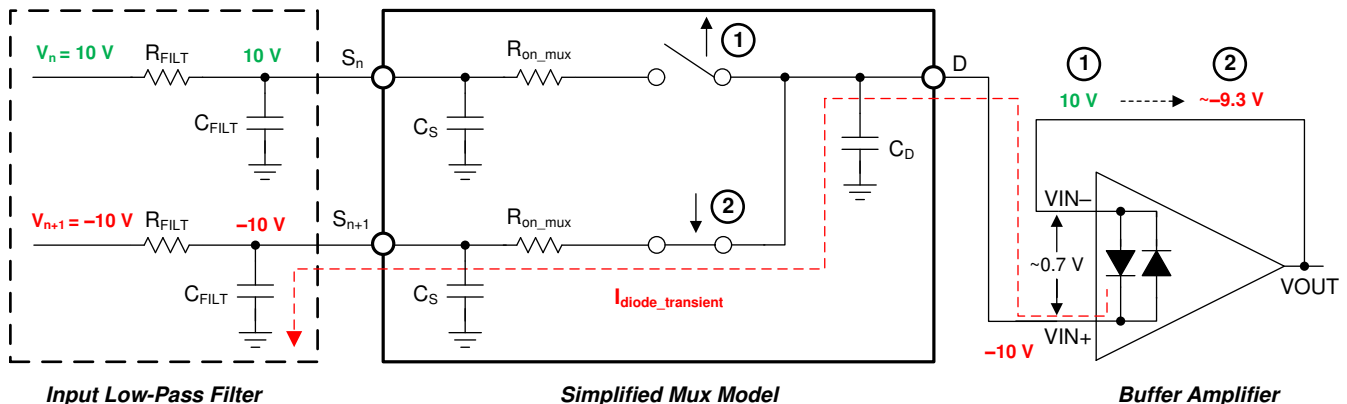 Vn = 10 V
RFILT
10 V
Sn
Ron_mux
1
D
1
2
10 V
~–9.3 V
CFILT
CS
CD
Vn+1 = –10 V
RFILT
–10 V
Sn+1
Ron_mux
2
VIN–
~0.7 V
CFILT
CS
Idiode_transient
VOUT
VIN+
–10 V
Input Low-Pass Filter
Simplified Mux Model
Buffer Amplifier